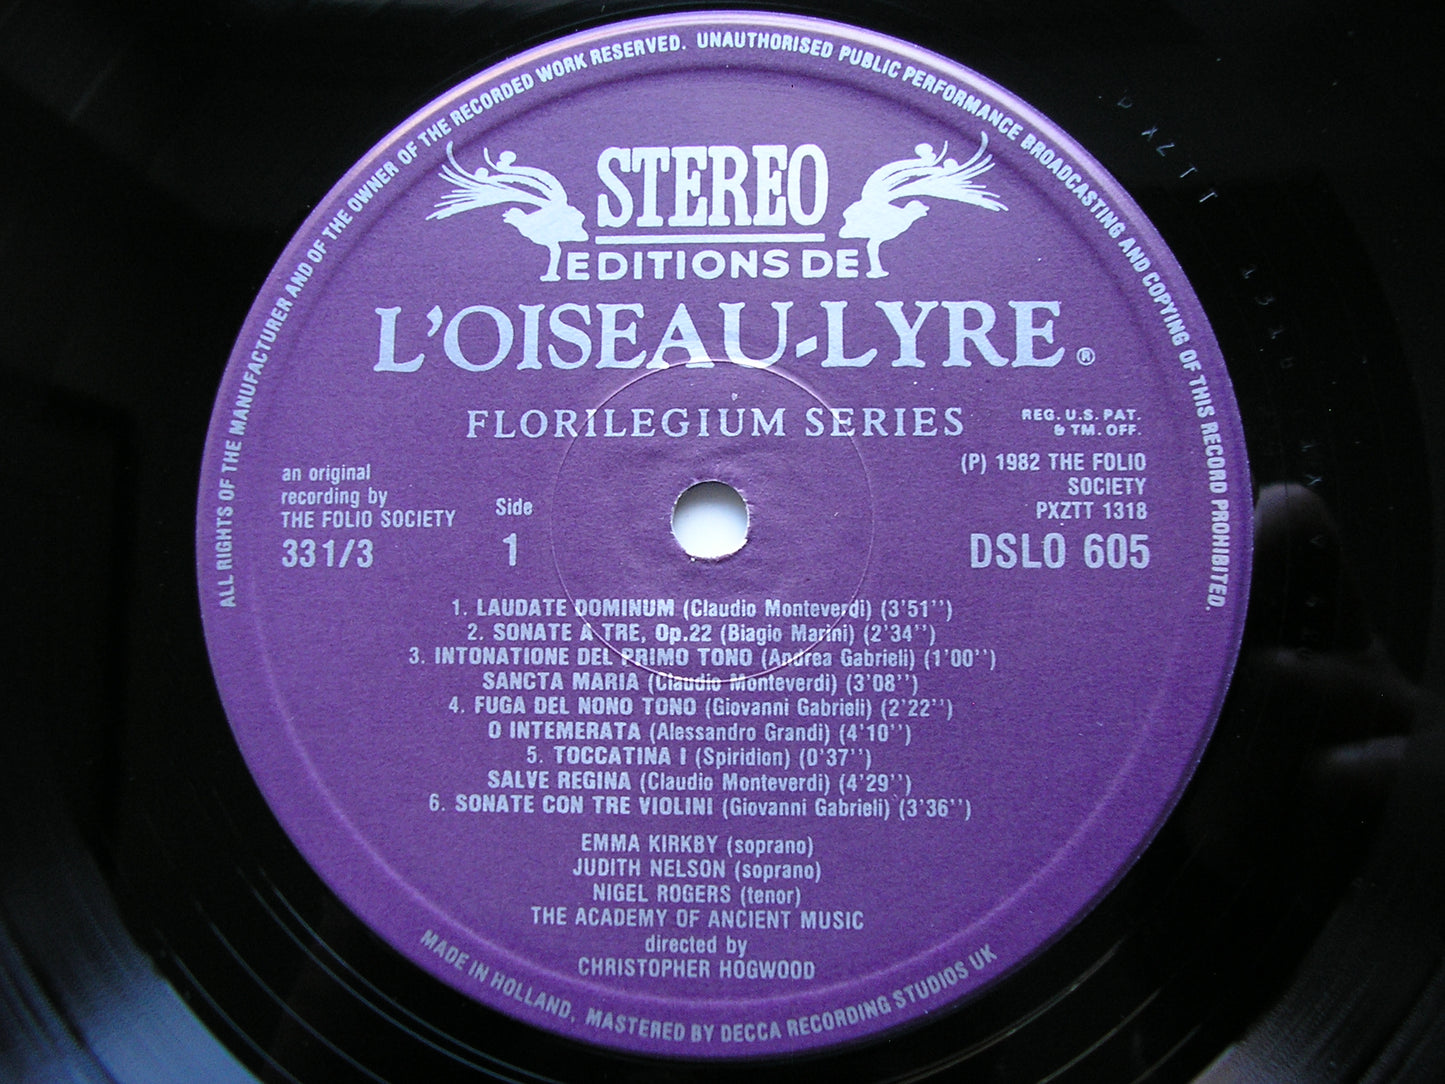 ALL RIGHTS OF THE MANUFACTURER AND OF THE OWNER OF THE RECORDED WORK RESERVED. UNAUTHORISED PUBLIC PERFORMANCE BROADCASTING AND COPYING OF THIS RECORD PROHIBITED.
STEREO
EDITIONS DE
L'OISEAU-LYRE ®
FLORILEGIUM SERIES
REG. U.S. PAT.
& TM. OFF.
an original
recording by
THE FOLIO SOCIETY
33 1/3
Side
1
(P) 1982 THE FOLIO
SOCIETY
PXZTT 1318
DSLO 605
1. LAUDATE DOMINUM (Claudio Monteverdi) (3'51'')
2. SONATE A TRE, Op.22 (Biagio Marini) (2'34'')
3. INTONATIONE DEL PRIMO TONO (Andrea Gabrieli) (1'00'')
SANCTA MARIA (Claudio Monteverdi) (3'08'')
4. FUGA DEL NONO TONO (Giovanni Gabrieli) (2'22'')
O INTEMERATA (Alessandro Grandi) (4'10'')
5. TOCCATINA I (Spiridion) (0'37'')
SALVE REGINA (Claudio Monteverdi) (4'29'')
6. SONATE CON TRE VIOLINI (Giovanni Gabrieli) (3'36'')
EMMA KIRKBY (soprano)
JUDITH NELSON (soprano)
NIGEL ROGERS (tenor)
THE ACADEMY OF ANCIENT MUSIC
directed by
CHRISTOPHER HOGWOOD
MADE IN HOLLAND, MASTERED BY DECCA RECORDING STUDIOS UK